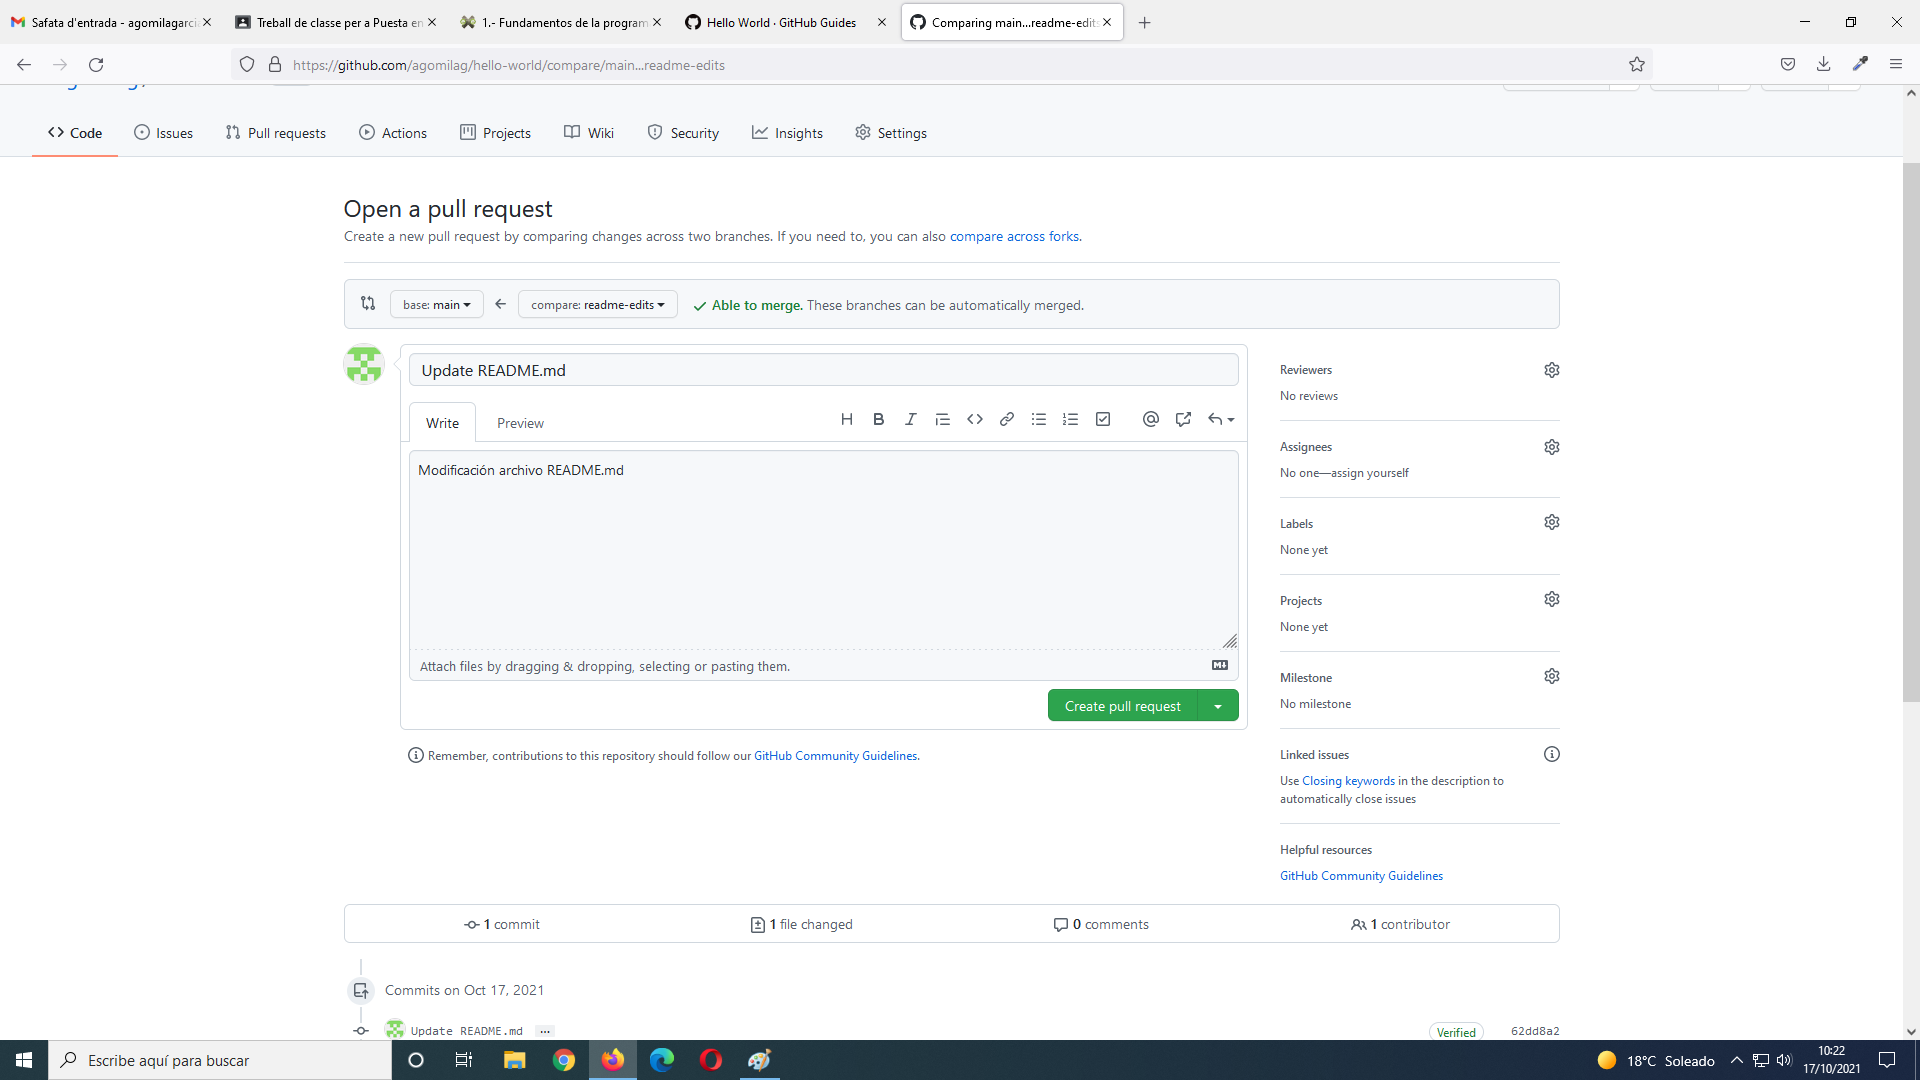 Safata d'entrada - agomilagarci
Treball de classe per a Puesta en
1.- Fundamentos de la program
Hello World · GitHub Guides
Comparing main...readme-edits
https://github.com/agomilag/hello-world/compare/main...readme-edits
Code
Issues
Pull requests
Actions
Projects
Wiki
Security
Insights
Settings
Open a pull request
Create a new pull request by comparing changes across two branches. If you need to, you can also compare across forks.
base: main
compare: readme-edits
Able to merge. These branches can be automatically merged.
Update README.md
Write
Preview
Modificación archivo README.md
Attach files by dragging & dropping, selecting or pasting them.
Create pull request
Remember, contributions to this repository should follow our GitHub Community Guidelines.
Reviewers
No reviews
Assignees
No one—assign yourself
Labels
None yet
Projects
None yet
Milestone
No milestone
Linked issues
Use Closing keywords in the description to
automatically close issues
Helpful resources
GitHub Community Guidelines
1 commit
1 file changed
0 comments
1 contributor
Commits on Oct 17, 2021
Update README.md ...
Verified
62dd8a2
Escribe aquí para buscar
18°C Soleado
10:22
17/10/2021